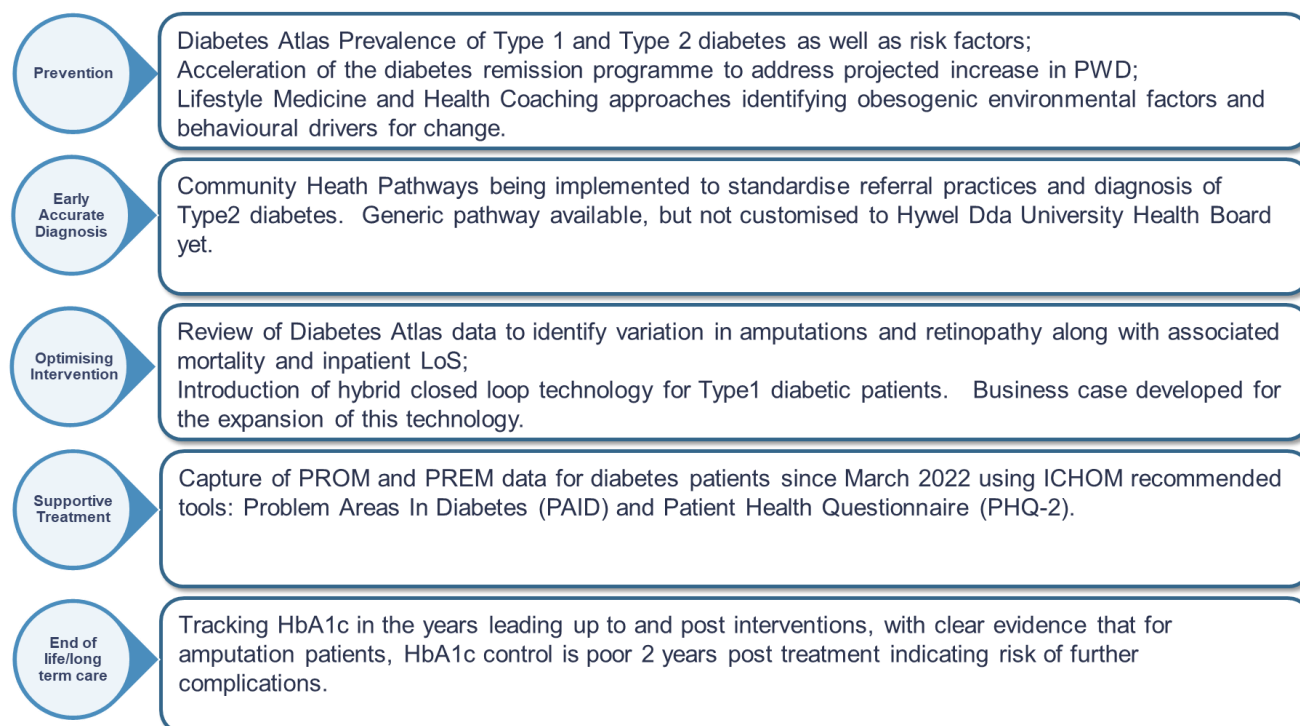 Prevention
Diabetes Atlas Prevalence of Type 1 and Type 2 diabetes as well as risk factors;
Acceleration of the diabetes remission programme to address projected increase in PWD;
Lifestyle Medicine and Health Coaching approaches identifying obesogenic environmental factors and
behavioural drivers for change.
Early
Accurate
Diagnosis
Community Heath Pathways being implemented to standardise referral practices and diagnosis of
Type2 diabetes. Generic pathway available, but not customised to Hywel Dda University Health Board
yet.
Optimising
Intervention
Review of Diabetes Atlas data to identify variation in amputations and retinopathy along with associated
mortality and inpatient LoS;
Introduction of hybrid closed loop technology for Type1 diabetic patients. Business case developed for
the expansion of this technology.
Supportive
Treatment
Capture of PROM and PREM data for diabetes patients since March 2022 using ICHOM recommended
tools: Problem Areas In Diabetes (PAID) and Patient Health Questionnaire (PHQ-2).
End of
life/long
term care
Tracking HbA1c in the years leading up to and post interventions, with clear evidence that for
amputation patients, HbA1c control is poor 2 years post treatment indicating risk of further
complications.